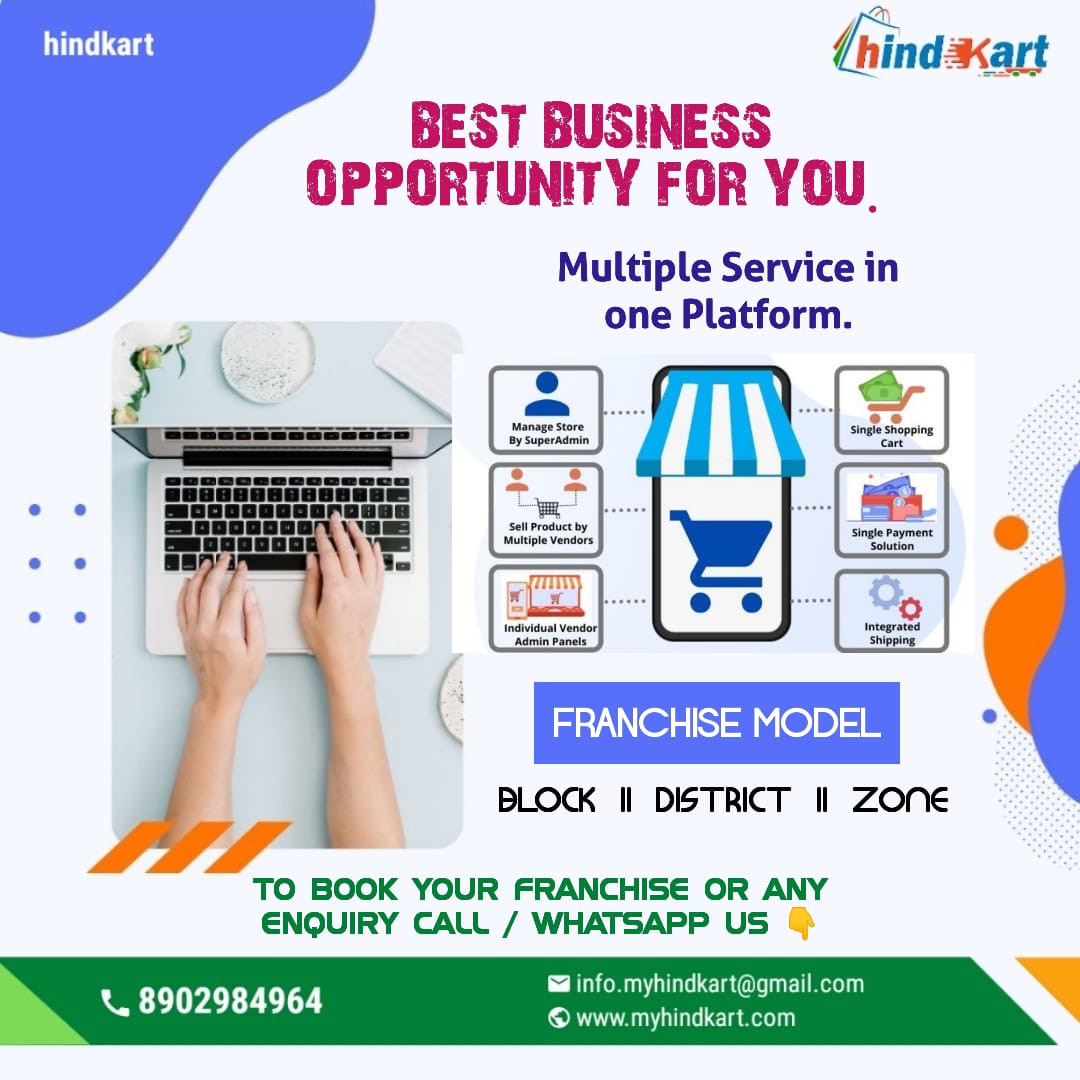 hindkart
hindKart
BEST BUSINESS
OPPORTUNITY FOR YOU.
Multiple Service in
one Platform.
Manage Store
By SuperAdmin
Sell Product by
Multiple Vendors
Individual Vendor
Admin Panels
Single Shopping
Cart
Single Payment
Solution
Integrated
Shipping
FRANCHISE MODEL
BLOCK || DISTRICT || ZONE
TO BOOK YOUR FRANCHISE OR ANY
ENQUIRY CALL / WHATSAPP US 👇
8902984964
info.myhindkart@gmail.com
www.myhindkart.com